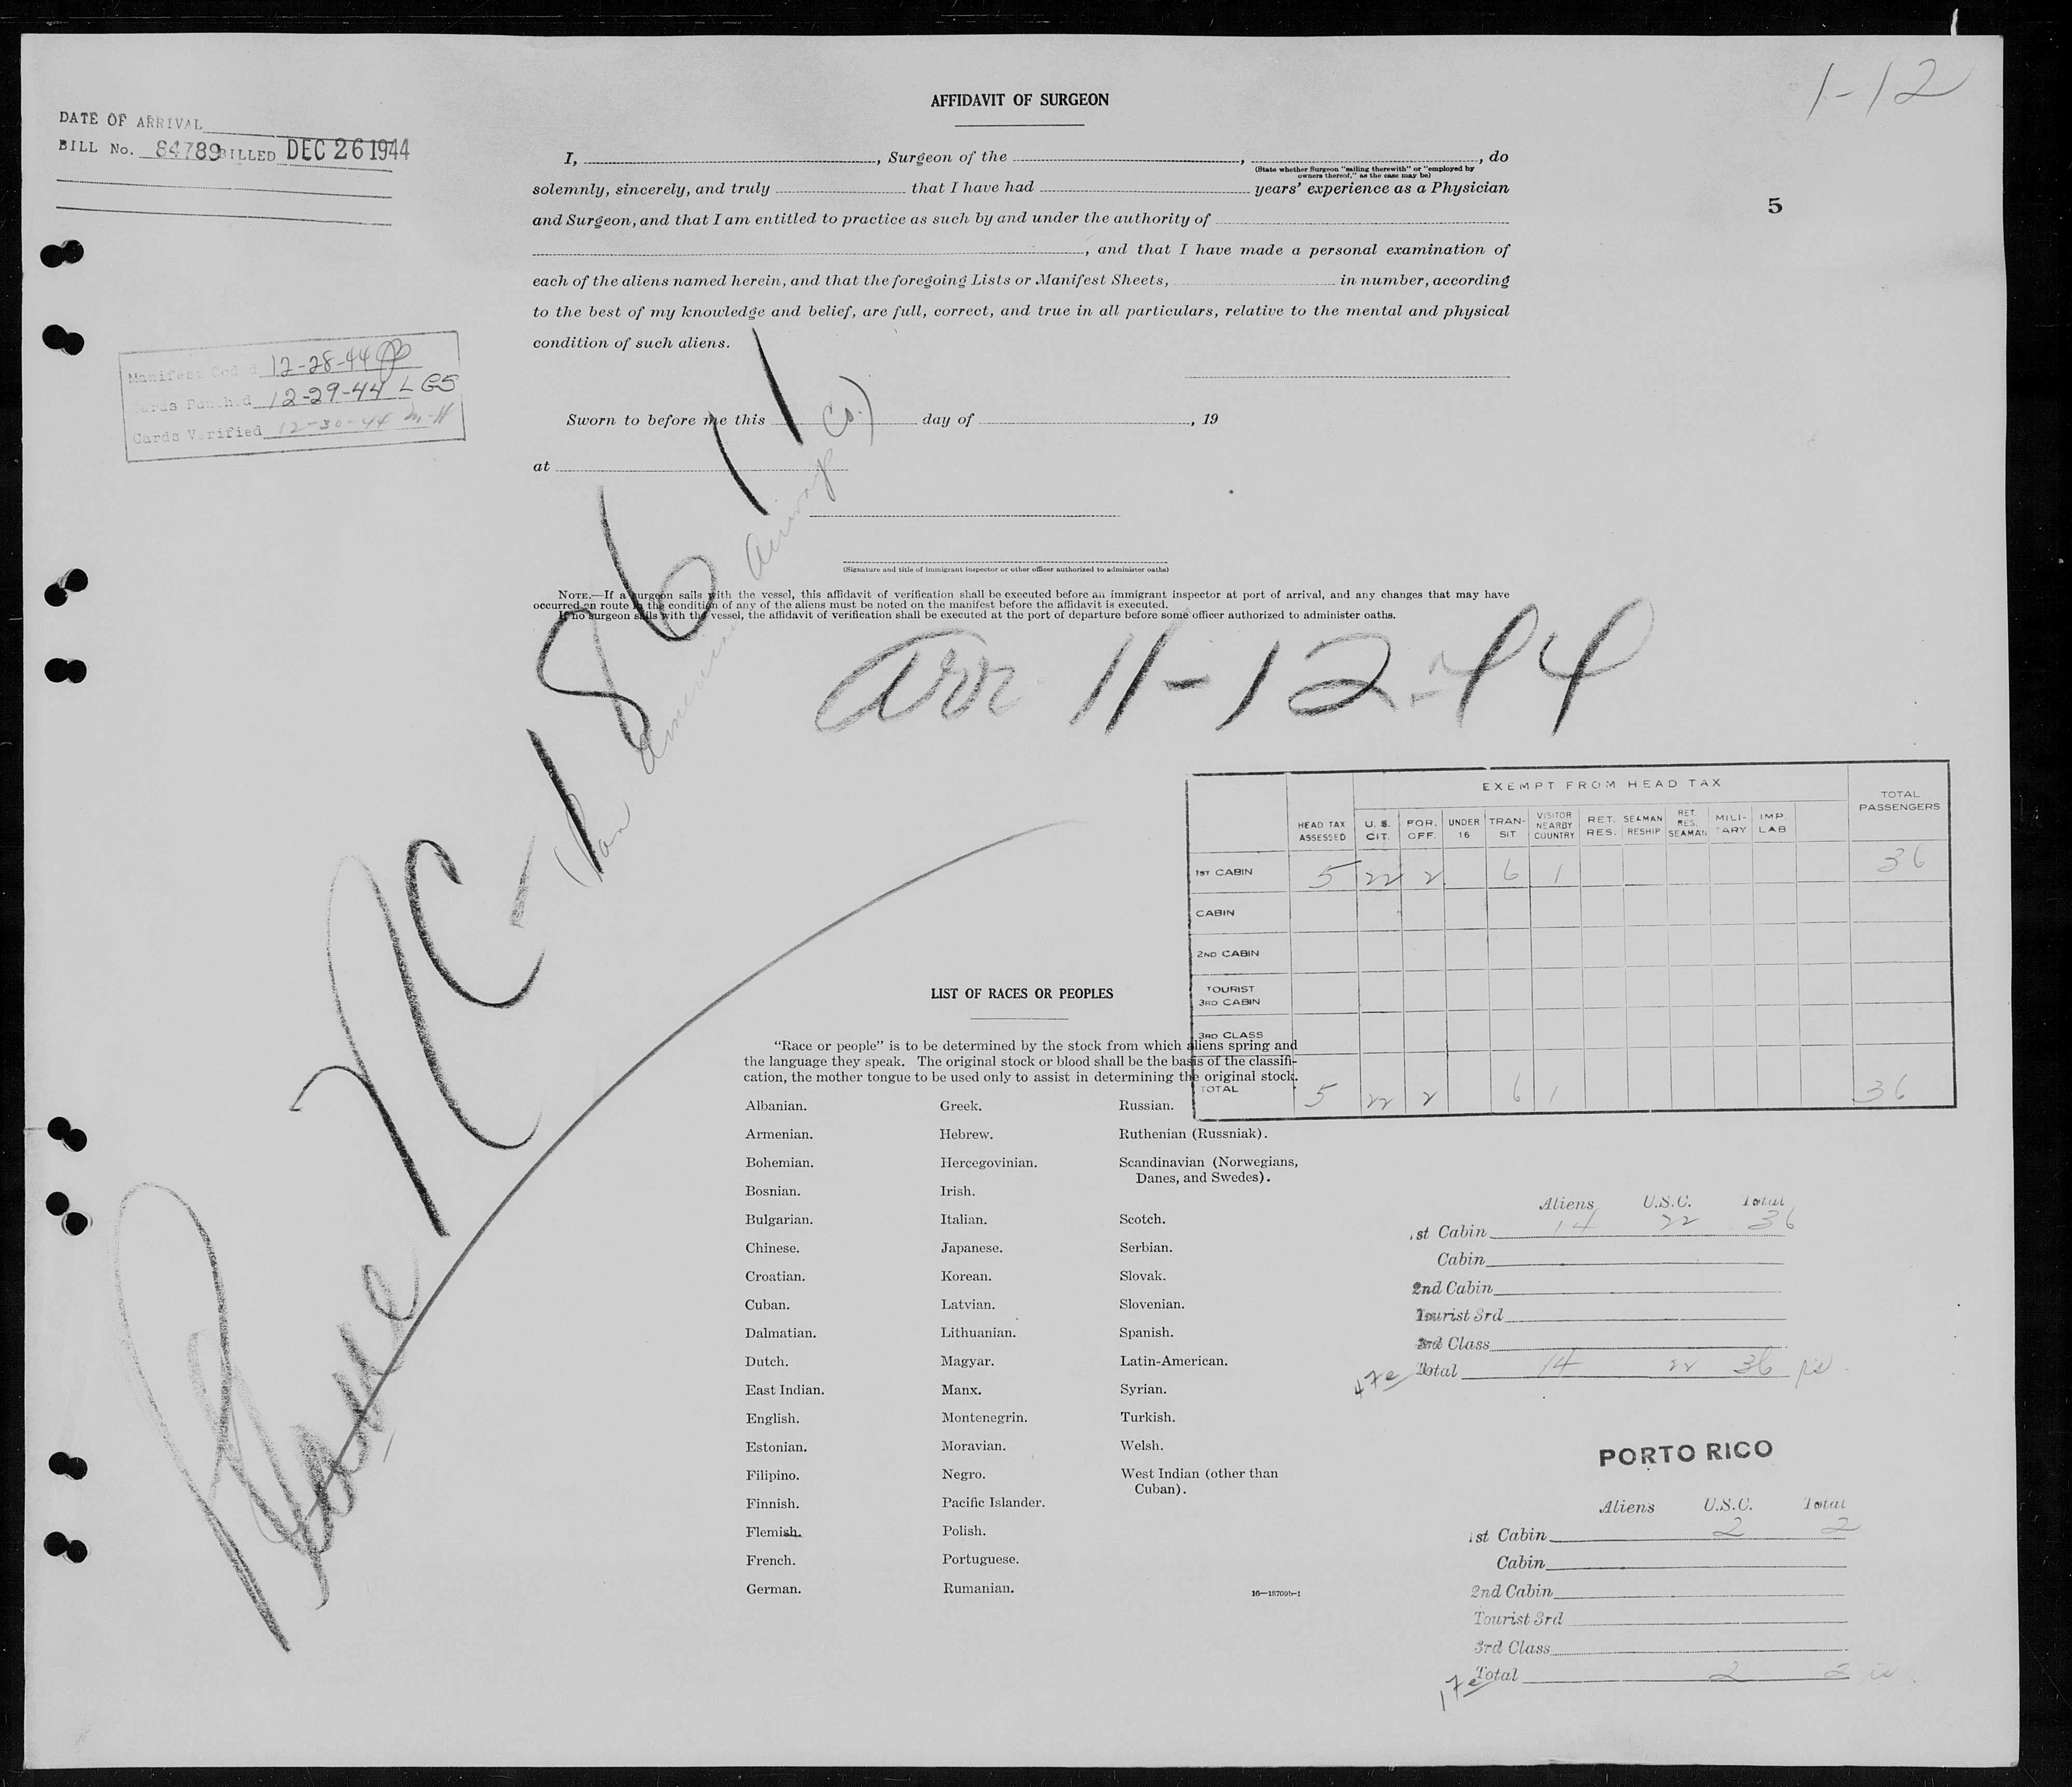 1-12
AFFIDAVIT OF SURGEON
DATE OF ARRIVAL
BILL No. 84789 BILLED DEC 26 1944
I, , Surgeon of the , , do
(State whether Surgeon "sailing therewith" or "employed by
owners thereof," as the case may be)
solemnly, sincerely, and truly that I have had years' experience as a Physician
5
and Surgeon, and that I am entitled to practice as such by and under the authority of
, and that I have made a personal examination of
each of the aliens named herein, and that the foregoing Lists or Manifest Sheets, in number, according
to the best of my knowledge and belief, are full, correct, and true in all particulars, relative to the mental and physical
condition of such aliens.
Manifest Coded 12-28-44
Cards Punched 12-29-44 LGS
Cards Verified 12-30-44 M-H
Sworn to before me this day of , 19
at
(Signature and title of immigrant inspector or other officer authorized to administer oaths)
NOTE.—If a surgeon sails with the vessel, this affidavit of verification shall be executed before an immigrant inspector at port of arrival, and any changes that may have
occurred en route in the condition of any of the aliens must be noted on the manifest before the affidavit is executed.
If no surgeon sails with the vessel, the affidavit of verification shall be executed at the port of departure before some officer authorized to administer oaths.
Plane NC-18611
(Pan American Airways Co.)
Arr 11-12-44
EXEMPT FROM HEAD TAX
HEAD TAX ASSESSED U. S. CIT. FOR. OFF. UNDER 16 TRAN-SIT VISITOR NEARBY COUNTRY RET. RES. SEAMAN RESHIP RET. RES. SEAMAN MILI-TARY IMP. LAB TOTAL PASSENGERS
1ST CABIN 5 22 2 6 1 36
CABIN
2ND CABIN
TOURIST
3RD CABIN
3RD CLASS
TOTAL 5 22 2 6 1 36
LIST OF RACES OR PEOPLES
"Race or people" is to be determined by the stock from which aliens spring and
the language they speak. The original stock or blood shall be the basis of the classifi-
cation, the mother tongue to be used only to assist in determining the original stock.
Albanian.
Armenian.
Bohemian.
Bosnian.
Bulgarian.
Chinese.
Croatian.
Cuban.
Dalmatian.
Dutch.
East Indian.
English.
Estonian.
Filipino.
Finnish.
Flemish.
French.
German.
Greek.
Hebrew.
Hercegovinian.
Irish.
Italian.
Japanese.
Korean.
Latvian.
Lithuanian.
Magyar.
Manx.
Montenegrin.
Moravian.
Negro.
Pacific Islander.
Polish.
Portuguese.
Rumanian.
Russian.
Ruthenian (Russniak).
Scandinavian (Norwegians,
Danes, and Swedes).
Scotch.
Serbian.
Slovak.
Slovenian.
Spanish.
Latin-American.
Syrian.
Turkish.
Welsh.
West Indian (other than
Cuban).
16—18709b-1
Aliens U.S.C. Total
1st Cabin 14 22 36
Cabin
2nd Cabin
Tourist 3rd
3rd Class
Total 14 22 36
PORTO RICO
Aliens U.S.C. Total
1st Cabin 2 2
Cabin
2nd Cabin
Tourist 3rd
3rd Class
Total 2 2